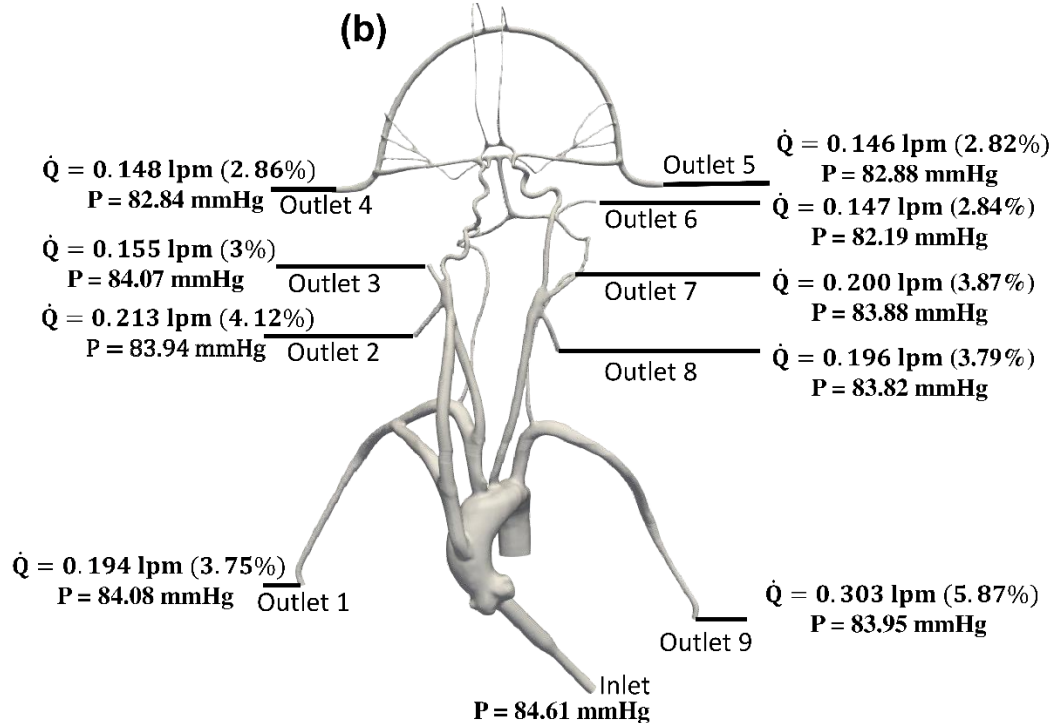 (b)
Q̇ = 0.148 lpm (2.86%)
P = 82.84 mmHg
Outlet 4
Q̇ = 0.155 lpm (3%)
P = 84.07 mmHg
Outlet 3
Q̇ = 0.213 lpm (4.12%)
P = 83.94 mmHg
Outlet 2
Q̇ = 0.194 lpm (3.75%)
P = 84.08 mmHg
Outlet 1
Outlet 5
Q̇ = 0.146 lpm (2.82%)
P = 82.88 mmHg
Outlet 6
Q̇ = 0.147 lpm (2.84%)
P = 82.19 mmHg
Outlet 7
Q̇ = 0.200 lpm (3.87%)
P = 83.88 mmHg
Outlet 8
Q̇ = 0.196 lpm (3.79%)
P = 83.82 mmHg
Outlet 9
Q̇ = 0.303 lpm (5.87%)
P = 83.95 mmHg
Inlet
P = 84.61 mmHg